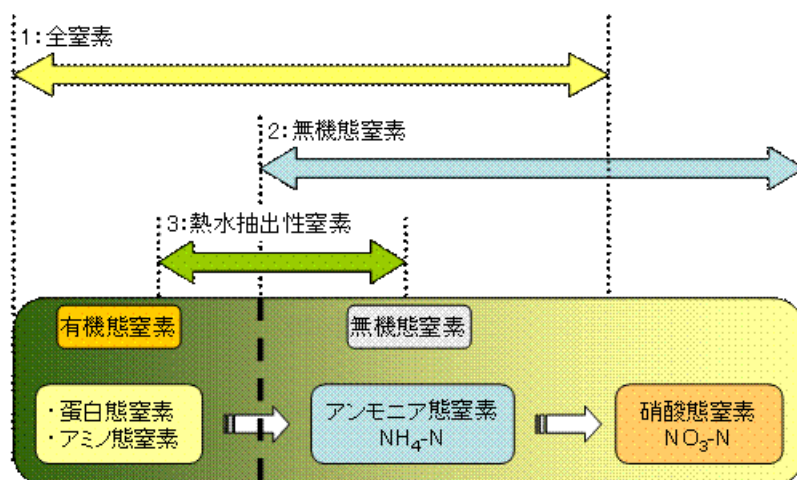 1:全窒素
2:無機態窒素
3:熱水抽出性窒素
有機態窒素
無機態窒素
・蛋白態窒素
・アミノ態窒素
アンモニア態窒素
NH₄-N
硝酸態窒素
NO₃-N